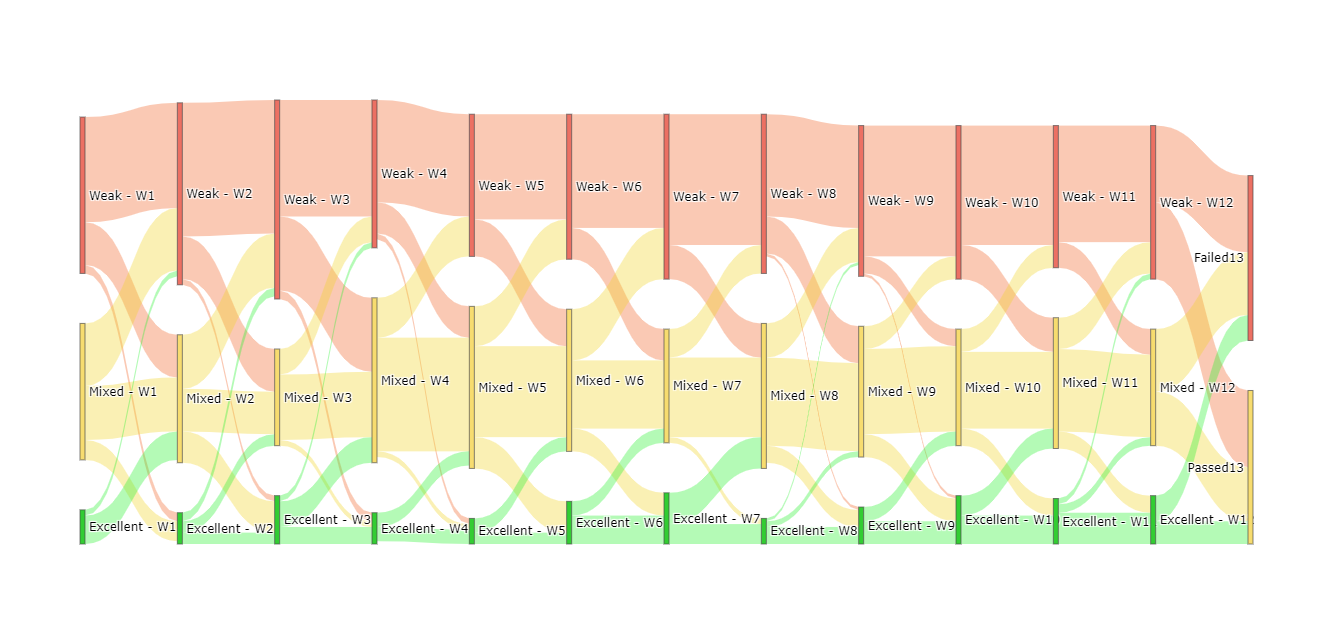 Weak - W1
Mixed - W1
Excellent - W1
Weak - W2
Mixed - W2
Excellent - W2
Weak - W3
Mixed - W3
Excellent - W3
Weak - W4
Mixed - W4
Excellent - W4
Weak - W5
Mixed - W5
Excellent - W5
Weak - W6
Mixed - W6
Excellent - W6
Weak - W7
Mixed - W7
Excellent - W7
Weak - W8
Mixed - W8
Excellent - W8
Weak - W9
Mixed - W9
Excellent - W9
Weak - W10
Mixed - W10
Excellent - W10
Weak - W11
Mixed - W11
Excellent - W1
Weak - W12
Mixed - W12
Excellent - W12
Failed13
Passed13